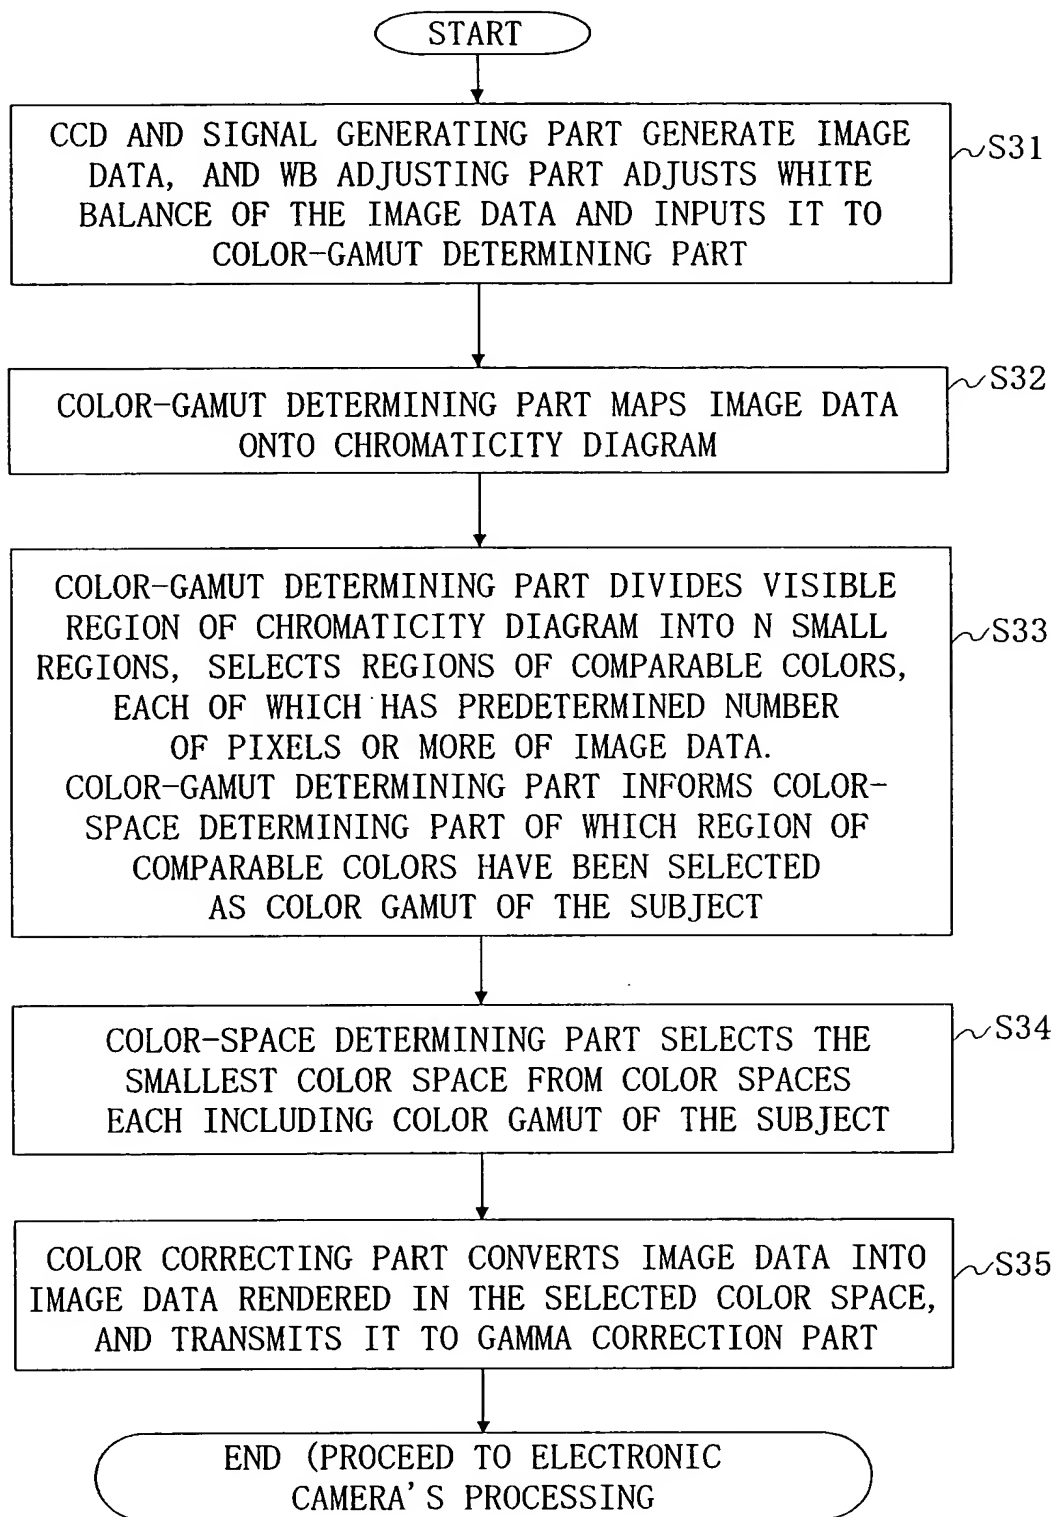 START
CCD AND SIGNAL GENERATING PART GENERATE IMAGE
DATA, AND WB ADJUSTING PART ADJUSTS WHITE
BALANCE OF THE IMAGE DATA AND INPUTS IT TO
COLOR-GAMUT DETERMINING PART
S31
COLOR-GAMUT DETERMINING PART MAPS IMAGE DATA
ONTO CHROMATICITY DIAGRAM
S32
COLOR-GAMUT DETERMINING PART DIVIDES VISIBLE
REGION OF CHROMATICITY DIAGRAM INTO N SMALL
REGIONS, SELECTS REGIONS OF COMPARABLE COLORS,
EACH OF WHICH HAS PREDETERMINED NUMBER
OF PIXELS OR MORE OF IMAGE DATA.
COLOR-GAMUT DETERMINING PART INFORMS COLOR-
SPACE DETERMINING PART OF WHICH REGION OF
COMPARABLE COLORS HAVE BEEN SELECTED
AS COLOR GAMUT OF THE SUBJECT
S33
COLOR-SPACE DETERMINING PART SELECTS THE
SMALLEST COLOR SPACE FROM COLOR SPACES
EACH INCLUDING COLOR GAMUT OF THE SUBJECT
S34
COLOR CORRECTING PART CONVERTS IMAGE DATA INTO
IMAGE DATA RENDERED IN THE SELECTED COLOR SPACE,
AND TRANSMITS IT TO GAMMA CORRECTION PART
S35
END (PROCEED TO ELECTRONIC
CAMERA'S PROCESSING